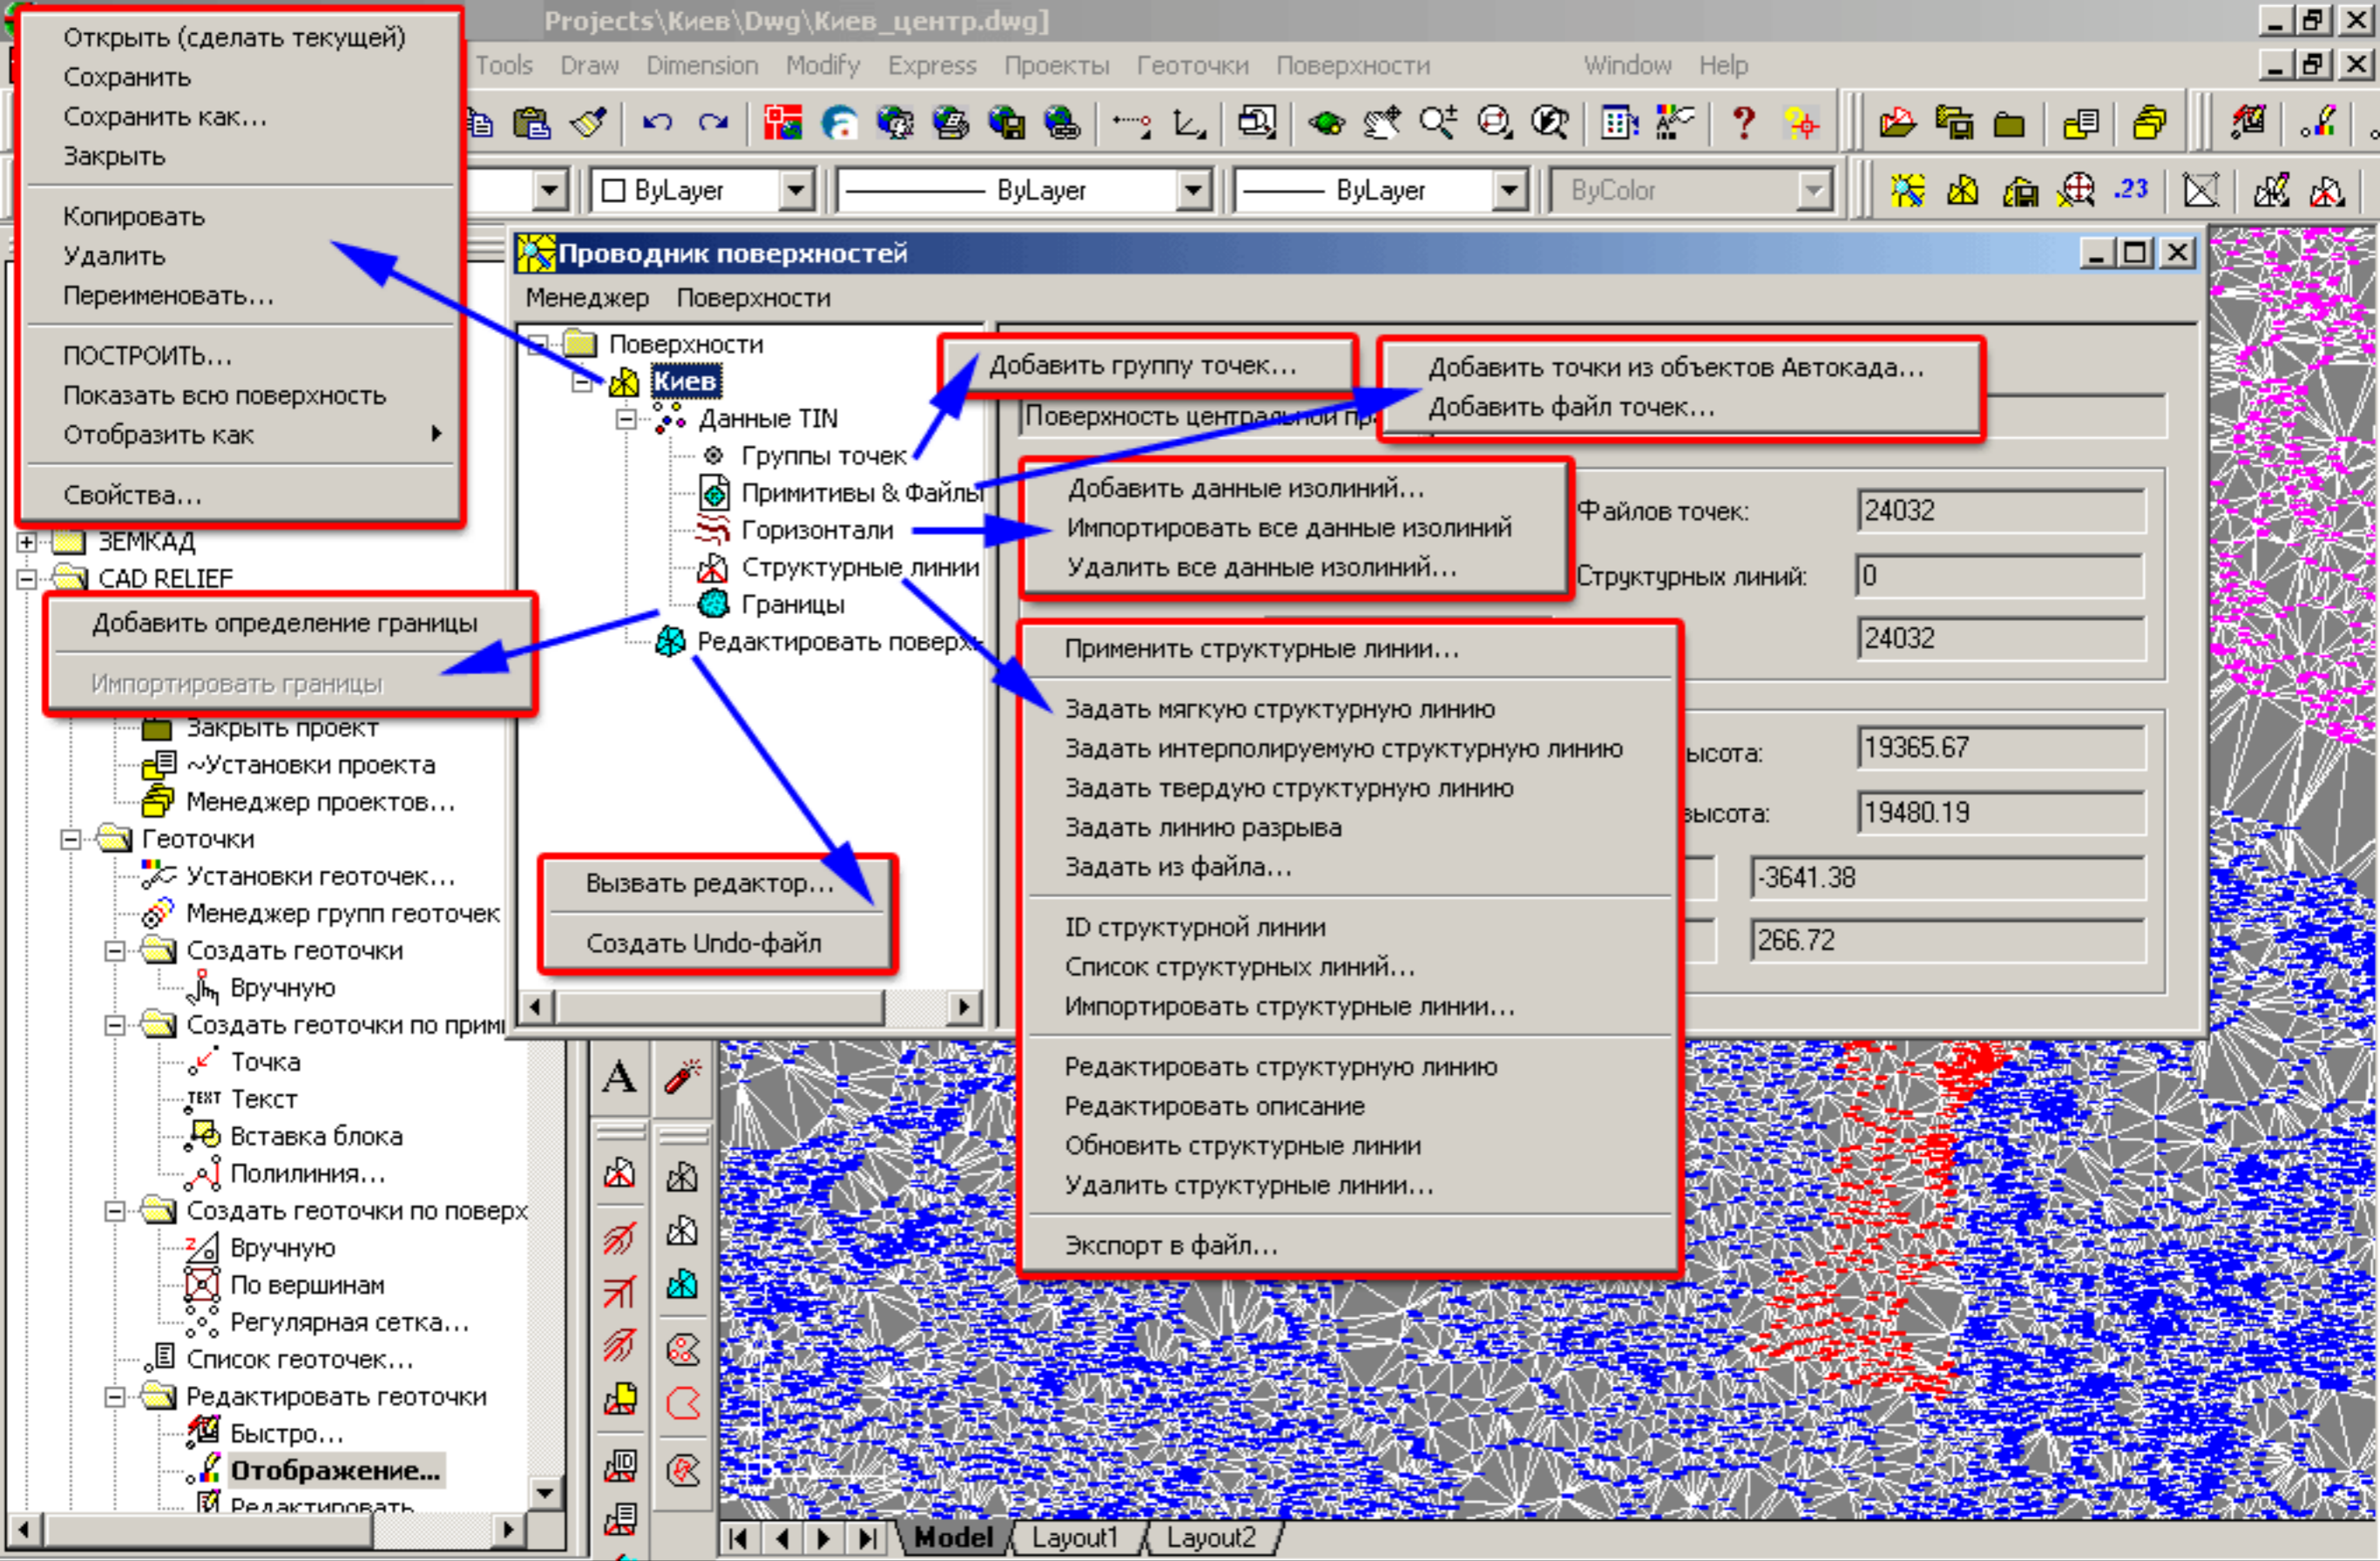 Projects\Киев\Dwg\Киев_центр.dwg]
Tools Draw Dimension Modify Express Проекты Геоточки Поверхности Window Help
ByLayer ByLayer ByLayer ByColor
.23
Открыть (сделать текущей)
Сохранить
Сохранить как...
Закрыть
Копировать
Удалить
Переименовать...
ПОСТРОИТЬ...
Показать всю поверхность
Отобразить как
Свойства...
ЗЕМКАД
CAD RELIEF
Добавить определение границы
Импортировать границы
Закрыть проект
~Установки проекта
Менеджер проектов...
Геоточки
Установки геоточек...
Менеджер групп геоточек
Создать геоточки
Вручную
Создать геоточки по прим
Точка
TEXT Текст
Вставка блока
Полилиния...
Создать геоточки по поверх
Вручную
По вершинам
Регулярная сетка...
Список геоточек...
Редактировать геоточки
Быстро...
Отображение...
Редактировать
Проводник поверхностей
Менеджер Поверхности
Поверхности
Киев
Данные TIN
Группы точек
Примитивы & Файлы
Горизонтали
Структурные линии
Границы
Редактировать поверх
Вызвать редактор...
Создать Undo-файл
Добавить группу точек...
Добавить точки из объектов Автокада...
Добавить файл точек...
Поверхность центральной пр
Добавить данные изолиний...
Импортировать все данные изолиний
Удалить все данные изолиний...
Файлов точек: 24032
Структурных линий: 0
24032
ысота: 19365.67
высота: 19480.19
-3641.38
266.72
Применить структурные линии...
Задать мягкую структурную линию
Задать интерполируемую структурную линию
Задать твердую структурную линию
Задать линию разрыва
Задать из файла...
ID структурной линии
Список структурных линий...
Импортировать структурные линии...
Редактировать структурную линию
Редактировать описание
Обновить структурные линии
Удалить структурные линии...
Экспорт в файл...
A
ID
Model Layout1 Layout2